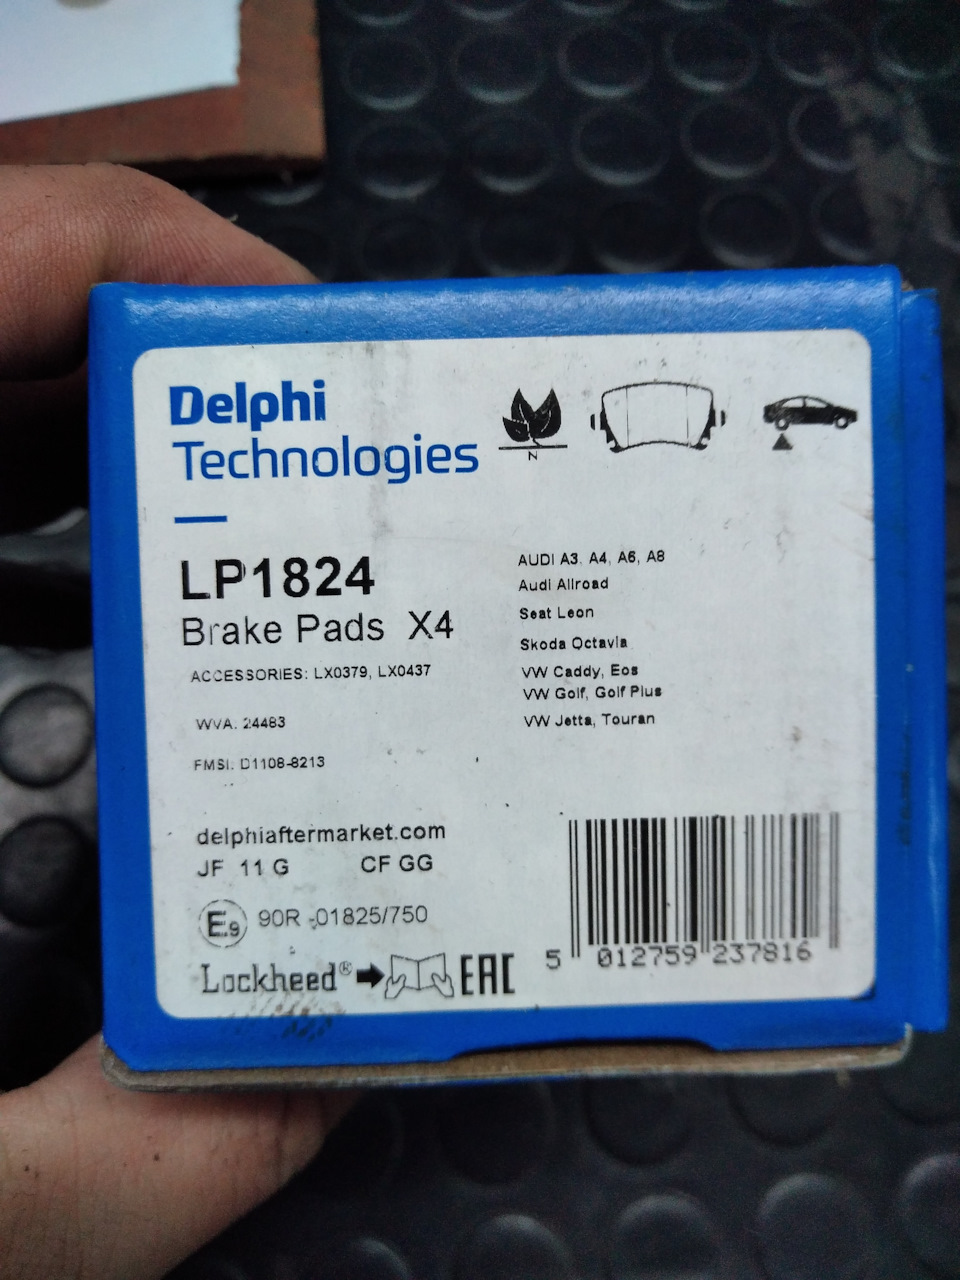 Delphi
Technologies
N
LP1824
Brake Pads X4
ACCESSORIES: LX0379, LX0437
WVA: 24483
FMSI: D1108-8213
AUDI A3, A4, A6, A8
Audi Allroad
Seat Leon
Skoda Octavia
VW Caddy, Eos
VW Golf, Golf Plus
VW Jetta, Touran
delphiaftermarket.com
JF 11 G CF GG
E9 90R -01825/750
Lockheed® EAC
5 012759 237816